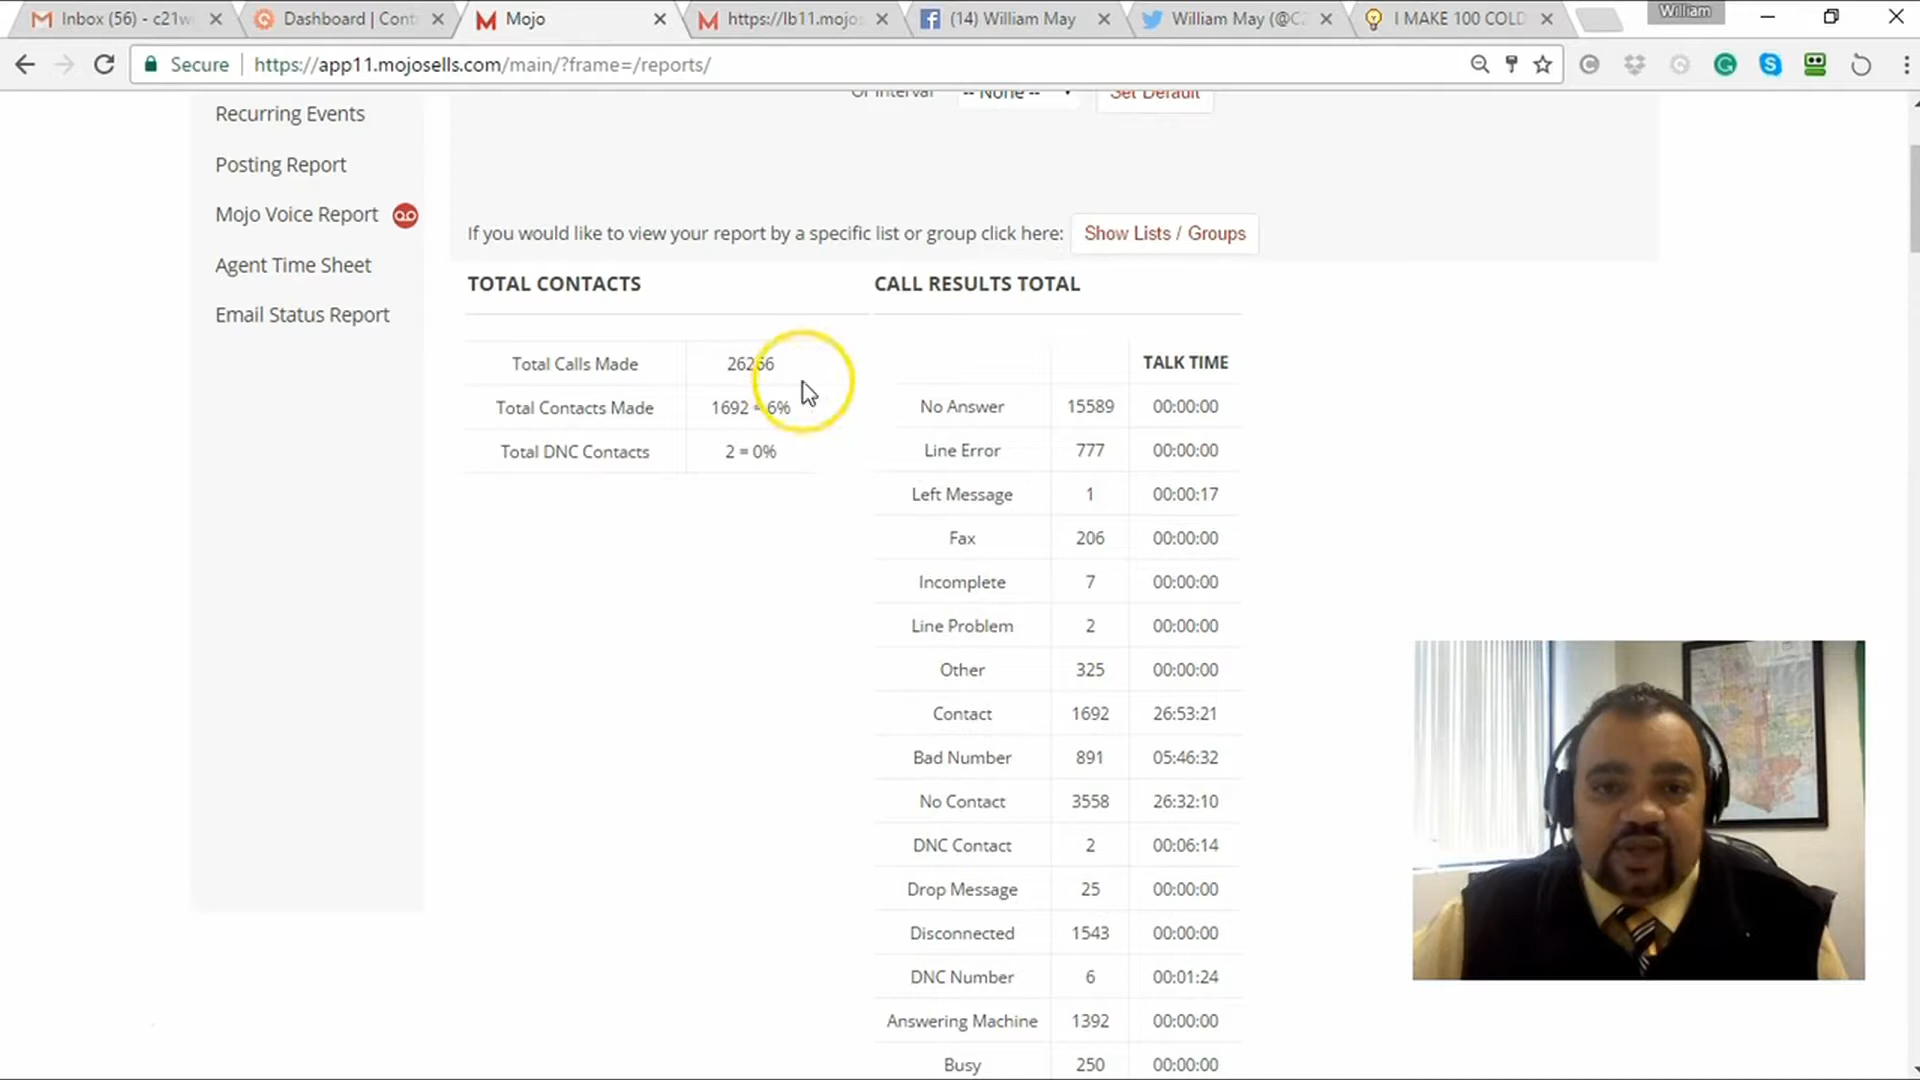 Inbox (56) - c21w
Dashboard | Cont
Mojo
https://lb11.mojos
(14) William May
William May (@C2
I MAKE 100 COLD
William
Secure
https://app11.mojosells.com/main/?frame=/reports/
Or Interval
-- None --
Set Default
Recurring Events
Posting Report
Mojo Voice Report
Agent Time Sheet
Email Status Report
If you would like to view your report by a specific list or group click here:
Show Lists / Groups
TOTAL CONTACTS
Total Calls Made 26266
Total Contacts Made 1692 = 6%
Total DNC Contacts 2 = 0%
CALL RESULTS TOTAL
TALK TIME
No Answer 15589 00:00:00
Line Error 777 00:00:00
Left Message 1 00:00:17
Fax 206 00:00:00
Incomplete 7 00:00:00
Line Problem 2 00:00:00
Other 325 00:00:00
Contact 1692 26:53:21
Bad Number 891 05:46:32
No Contact 3558 26:32:10
DNC Contact 2 00:06:14
Drop Message 25 00:00:00
Disconnected 1543 00:00:00
DNC Number 6 00:01:24
Answering Machine 1392 00:00:00
Busy 250 00:00:00